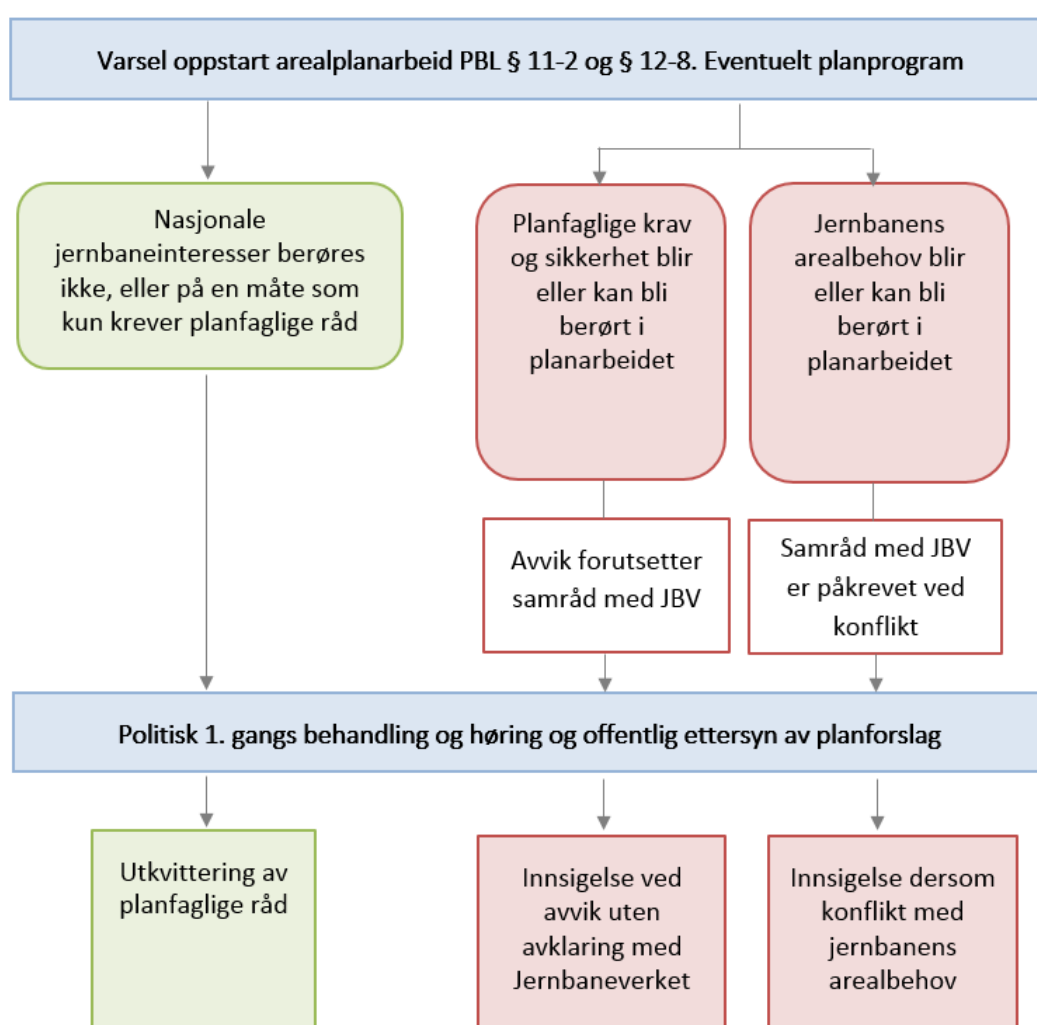 Varsel oppstart arealplanarbeid PBL § 11-2 og § 12-8. Eventuelt planprogram
Nasjonale
jernbaneinteresser berøres
ikke, eller på en måte som
kun krever planfaglige råd
Planfaglige krav
og sikkerhet blir
eller kan bli
berørt i
planarbeidet
Jernbanens
arealbehov blir
eller kan bli
berørt i
planarbeidet
Avvik forutsetter
samråd med JBV
Samråd med JBV
er påkrevet ved
konflikt
Politisk 1. gangs behandling og høring og offentlig ettersyn av planforslag
Utkvittering av
planfaglige råd
Innsigelse ved
avvik uten
avklaring med
Jernbaneverket
Innsigelse dersom
konflikt med
jernbanens
arealbehov